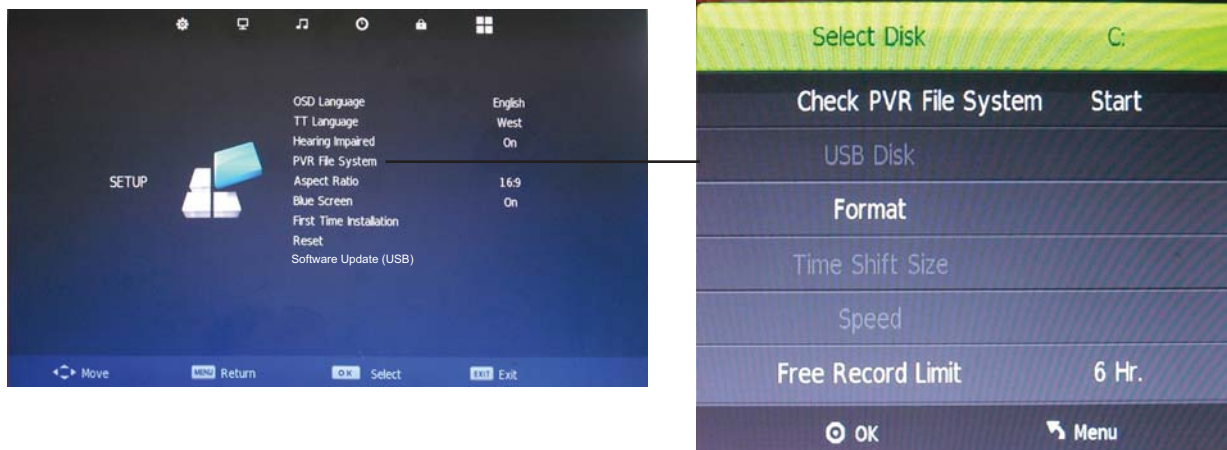 OSD Language English
TT Language West
Hearing Impaired On
PVR File System
SETUP
Aspect Ratio 16:9
Blue Screen On
First Time Installation
Reset
Software Update (USB)
Move MENU Return OK Select EXIT Exit
Select Disk C:
Check PVR File System Start
USB Disk
Format
Time Shift Size
Speed
Free Record Limit 6 Hr.
OK Menu